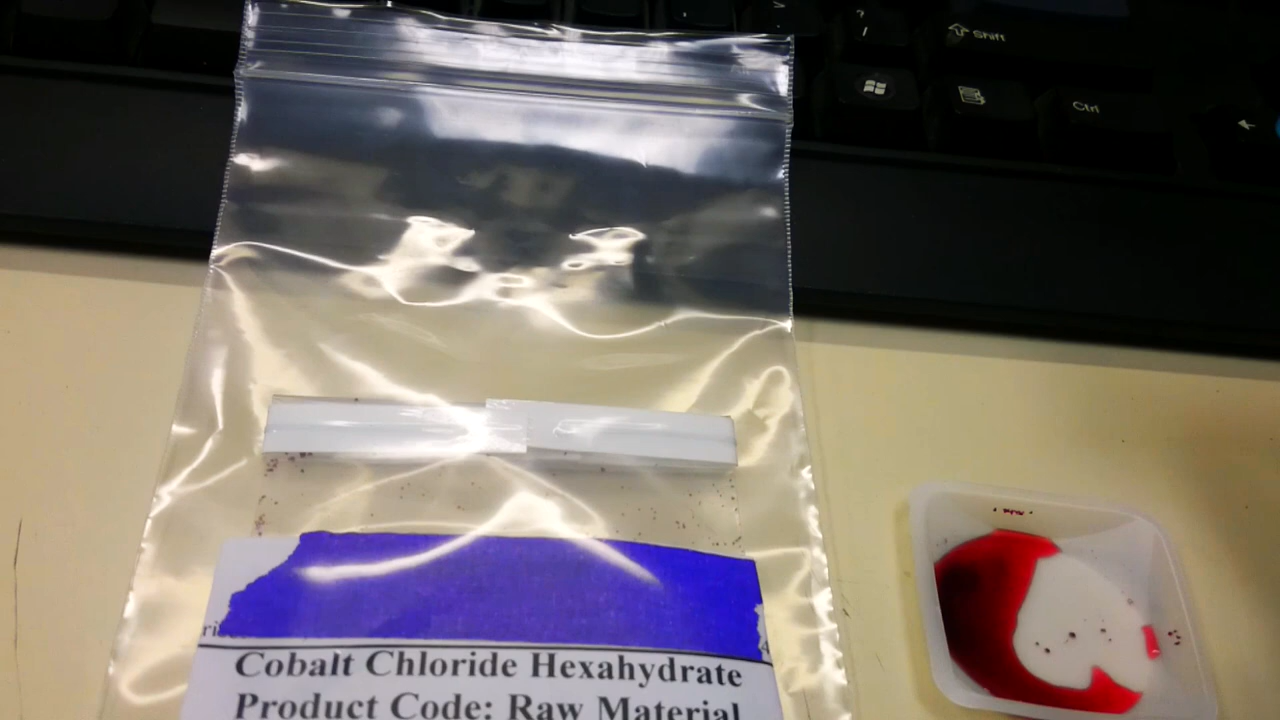 ?
/
Shift
Ctrl
Cobalt Chloride Hexahydrate
Product Code: Raw Material